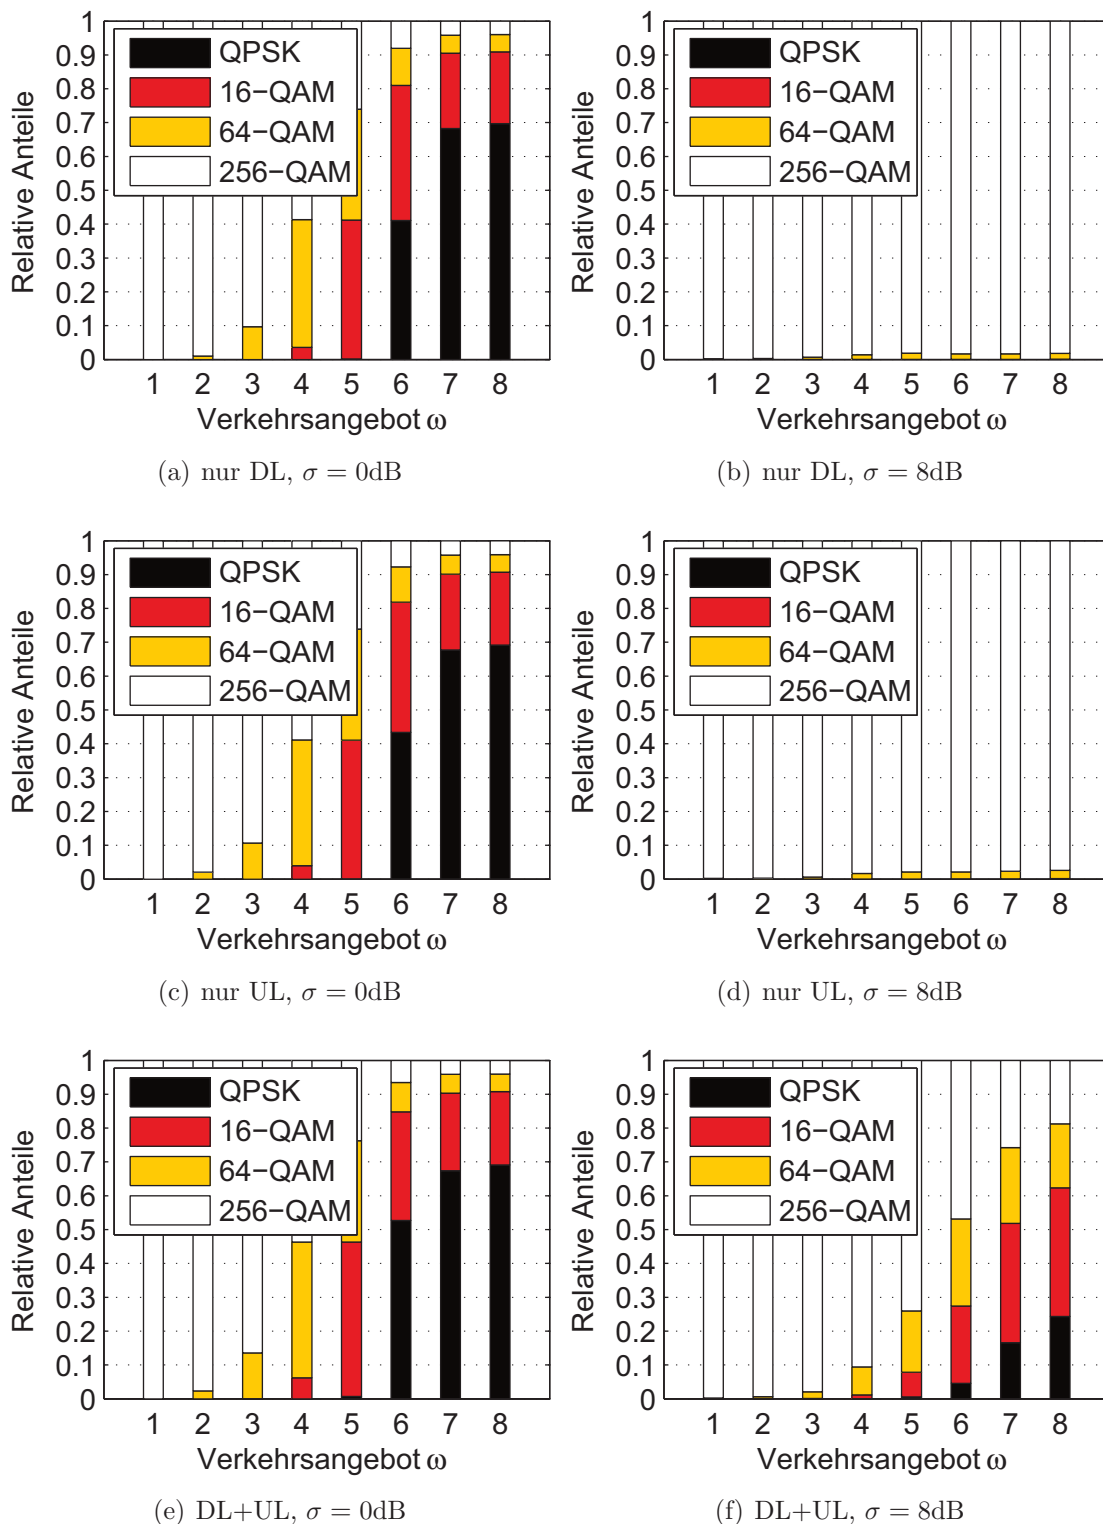 1
0.9
0.8
0.7
0.6
0.5
0.4
0.3
0.2
0.1
0
Relative Anteile
QPSK
16−QAM
64−QAM
256−QAM
1 2 3 4 5 6 7 8
Verkehrsangebot ω
(a) nur DL, σ = 0dB
1
0.9
0.8
0.7
0.6
0.5
0.4
0.3
0.2
0.1
0
Relative Anteile
QPSK
16−QAM
64−QAM
256−QAM
1 2 3 4 5 6 7 8
Verkehrsangebot ω
(b) nur DL, σ = 8dB
1
0.9
0.8
0.7
0.6
0.5
0.4
0.3
0.2
0.1
0
Relative Anteile
QPSK
16−QAM
64−QAM
256−QAM
1 2 3 4 5 6 7 8
Verkehrsangebot ω
(c) nur UL, σ = 0dB
1
0.9
0.8
0.7
0.6
0.5
0.4
0.3
0.2
0.1
0
Relative Anteile
QPSK
16−QAM
64−QAM
256−QAM
1 2 3 4 5 6 7 8
Verkehrsangebot ω
(d) nur UL, σ = 8dB
1
0.9
0.8
0.7
0.6
0.5
0.4
0.3
0.2
0.1
0
Relative Anteile
QPSK
16−QAM
64−QAM
256−QAM
1 2 3 4 5 6 7 8
Verkehrsangebot ω
(e) DL+UL, σ = 0dB
1
0.9
0.8
0.7
0.6
0.5
0.4
0.3
0.2
0.1
0
Relative Anteile
QPSK
16−QAM
64−QAM
256−QAM
1 2 3 4 5 6 7 8
Verkehrsangebot ω
(f) DL+UL, σ = 8dB